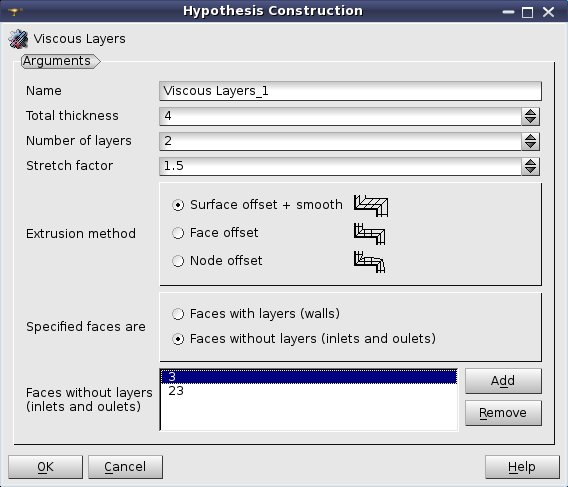 Hypothesis Construction
Viscous Layers
Arguments
Name
Viscous Layers_1
Total thickness
4
Number of layers
2
Stretch factor
1.5
Extrusion method
Surface offset + smooth
Face offset
Node offset
Specified faces are
Faces with layers (walls)
Faces without layers (inlets and oulets)
Faces without layers
(inlets and oulets)
3
23
Add
Remove
OK
Cancel
Help